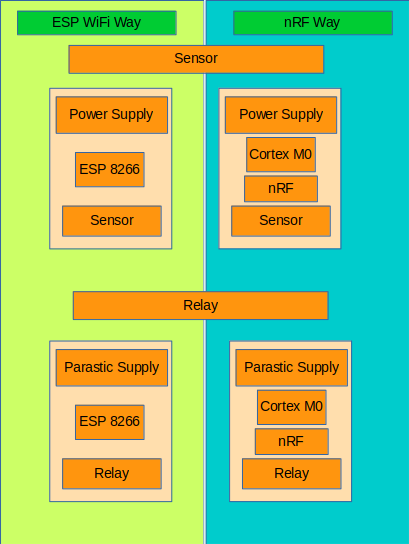 ESP WiFi Way
nRF Way
Sensor
Power Supply
Power Supply
ESP 8266
Cortex M0
nRF
Sensor
Sensor
Relay
Parastic Supply
Parastic Supply
ESP 8266
Cortex M0
nRF
Relay
Relay